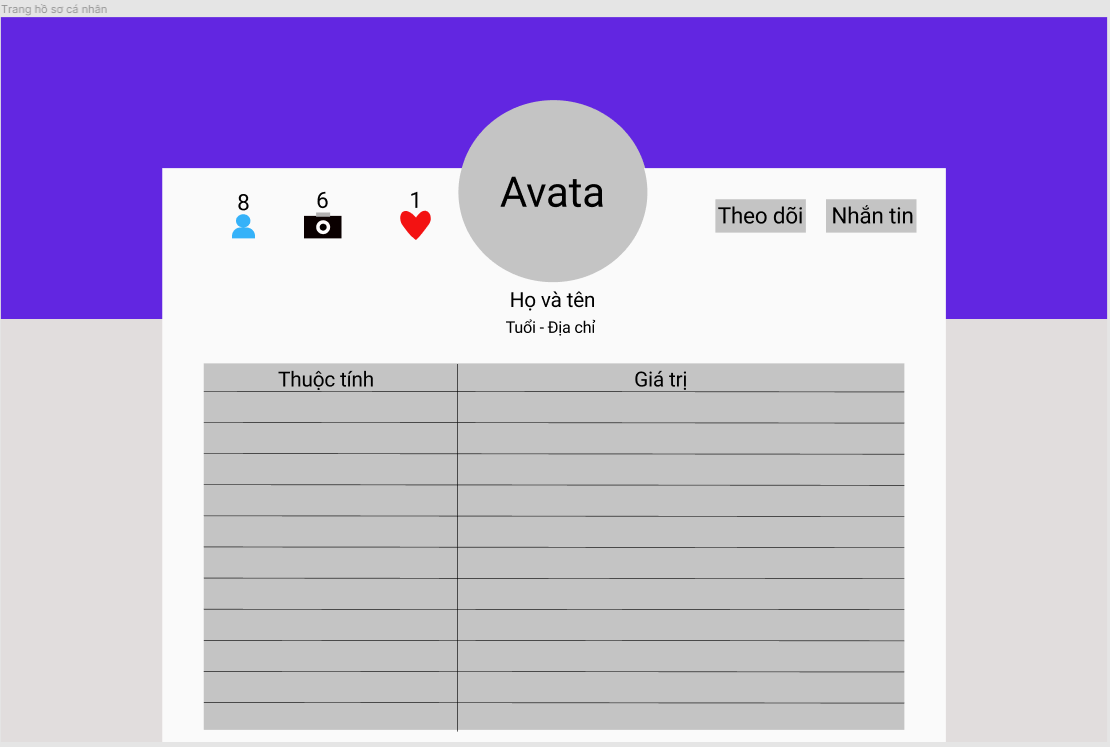 Trang hồ sơ cá nhân
8
6
1
Avata
Theo dõi
Nhắn tin
Họ và tên
Tuổi - Địa chỉ
Thuộc tính
Giá trị